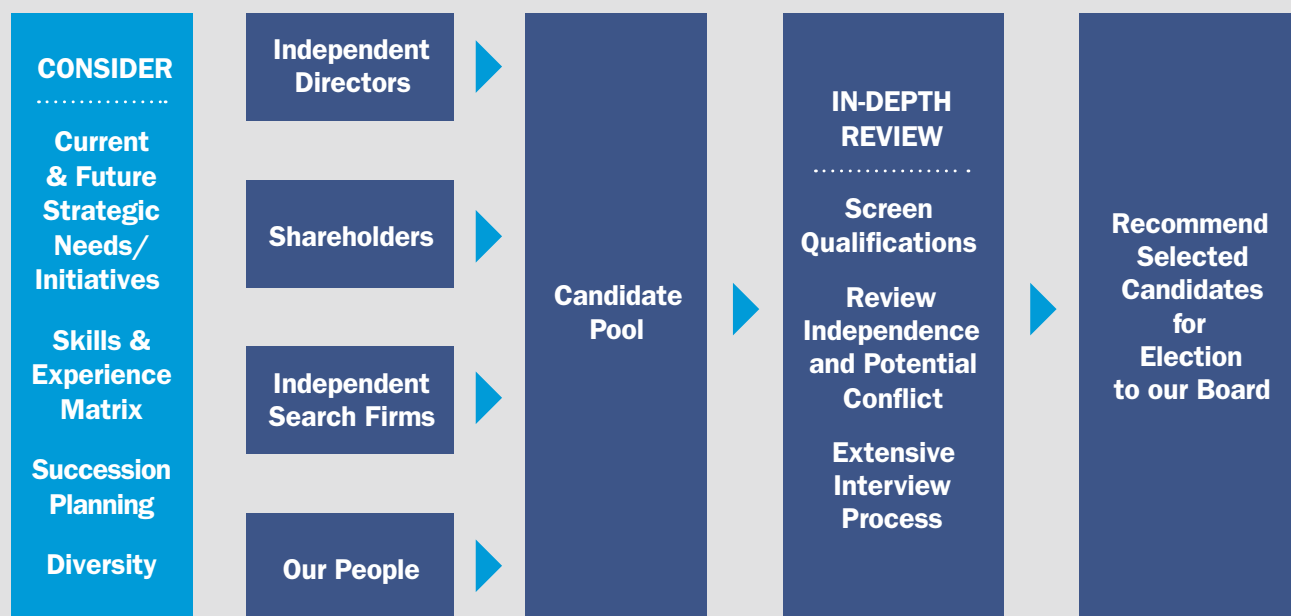 CONSIDER
Current
& Future
Strategic
Needs/
Initiatives
Skills &
Experience
Matrix
Succession
Planning
Diversity
Independent
Directors
Shareholders
Independent
Search Firms
Our People
Candidate
Pool
IN-DEPTH
REVIEW
Screen
Qualifications
Review
Independence
and Potential
Conflict
Extensive
Interview
Process
Recommend
Selected
Candidates
for
Election
to our Board